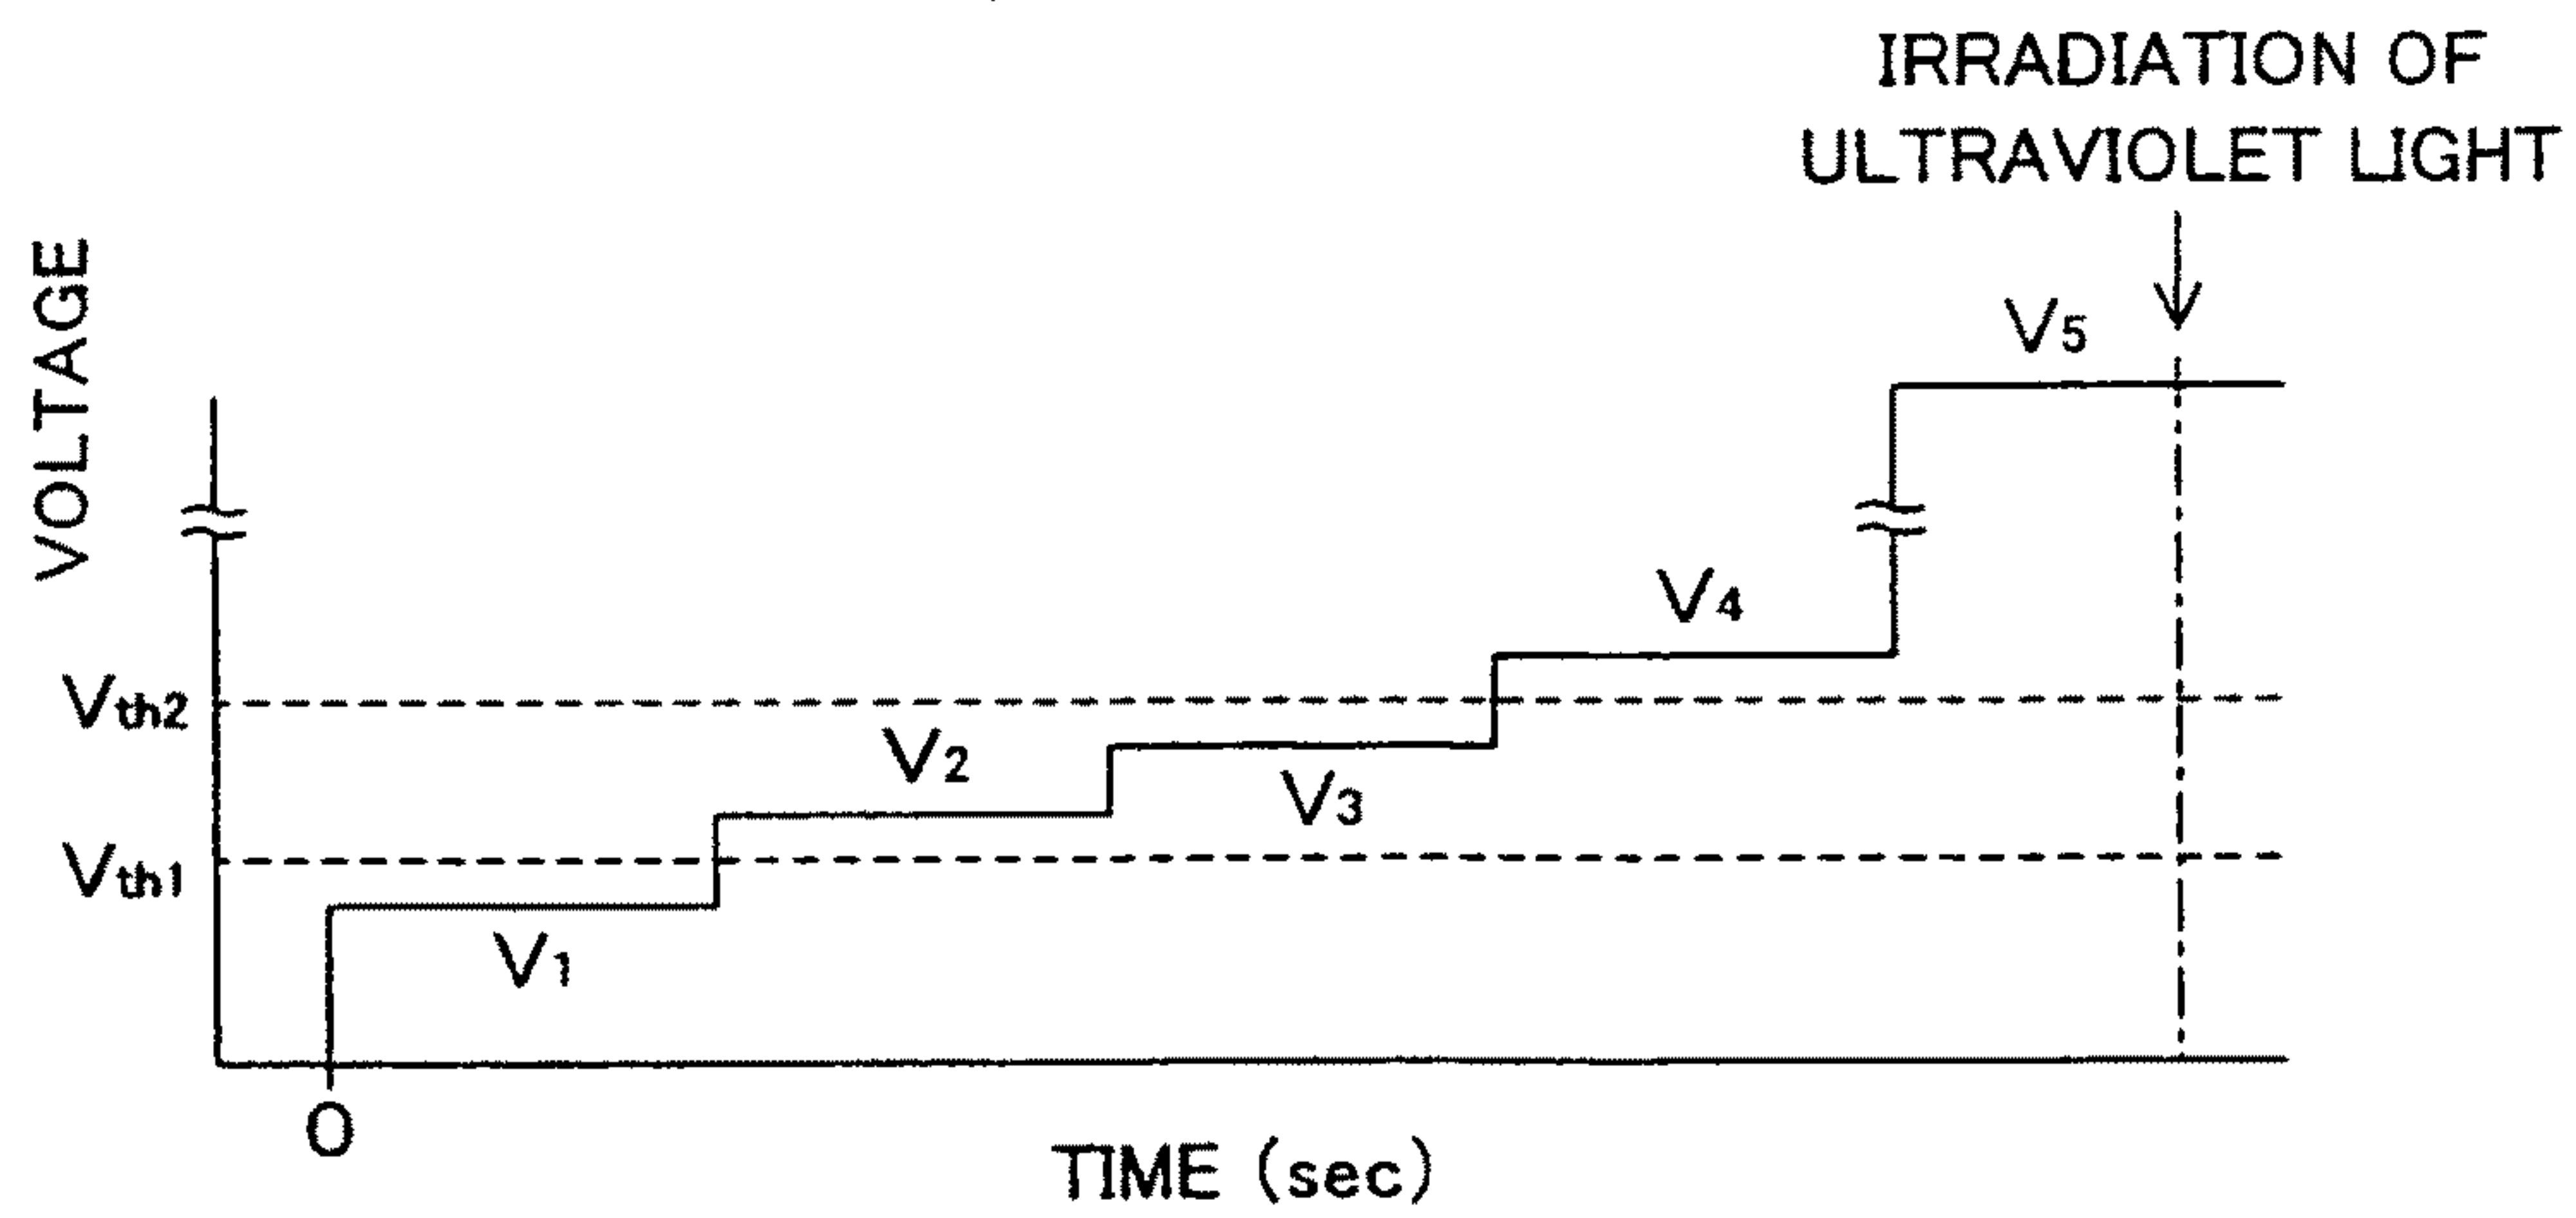 IRRADIATION OF
ULTRAVIOLET LIGHT
VOLTAGE
V5
V4
Vth2
V2
V3
Vth1
V1
0
TIME (sec)